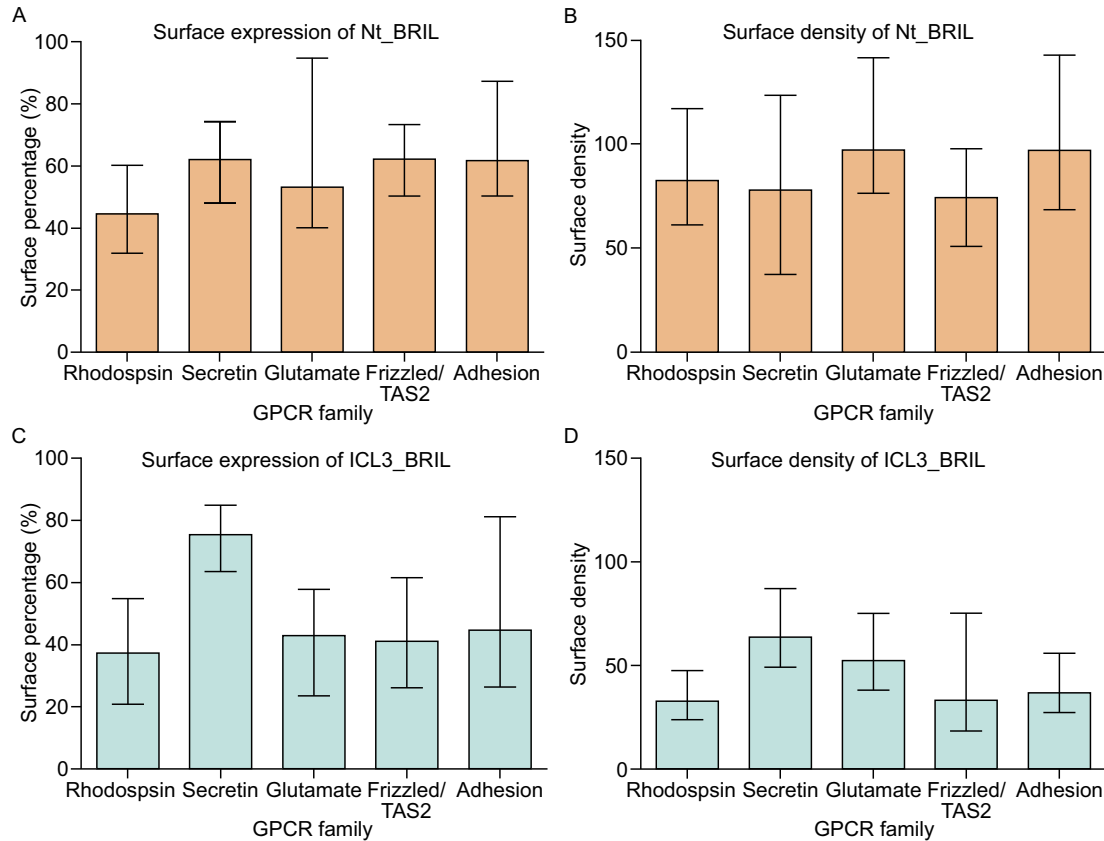 A
Surface expression of Nt_BRIL
Surface percentage (%)
100
80
60
40
20
0
Rhodospsin Secretin Glutamate Frizzled/ Adhesion
TAS2
GPCR family
B
Surface density of Nt_BRIL
Surface density
150
100
50
0
Rhodospsin Secretin Glutamate Frizzled/ Adhesion
TAS2
GPCR family
C
Surface expression of ICL3_BRIL
Surface percentage (%)
100
80
60
40
20
0
Rhodospsin Secretin Glutamate Frizzled/ Adhesion
TAS2
GPCR family
D
Surface density of ICL3_BRIL
Surface density
150
100
50
0
Rhodospsin Secretin Glutamate Frizzled/ Adhesion
TAS2
GPCR family